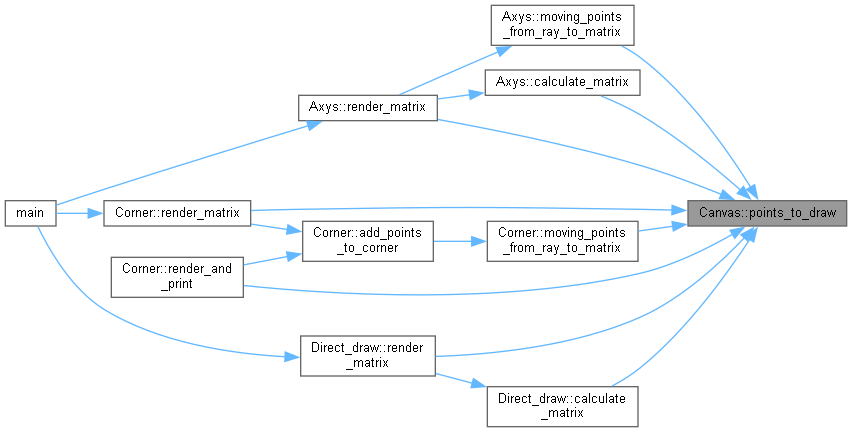 Axys::moving_points
_from_ray_to_matrix
Axys::calculate_matrix
Axys::render_matrix
main
Corner::render_matrix
Canvas::points_to_draw
Corner::add_points
_to_corner
Corner::moving_points
_from_ray_to_matrix
Corner::render_and
_print
Direct_draw::render
_matrix
Direct_draw::calculate
_matrix